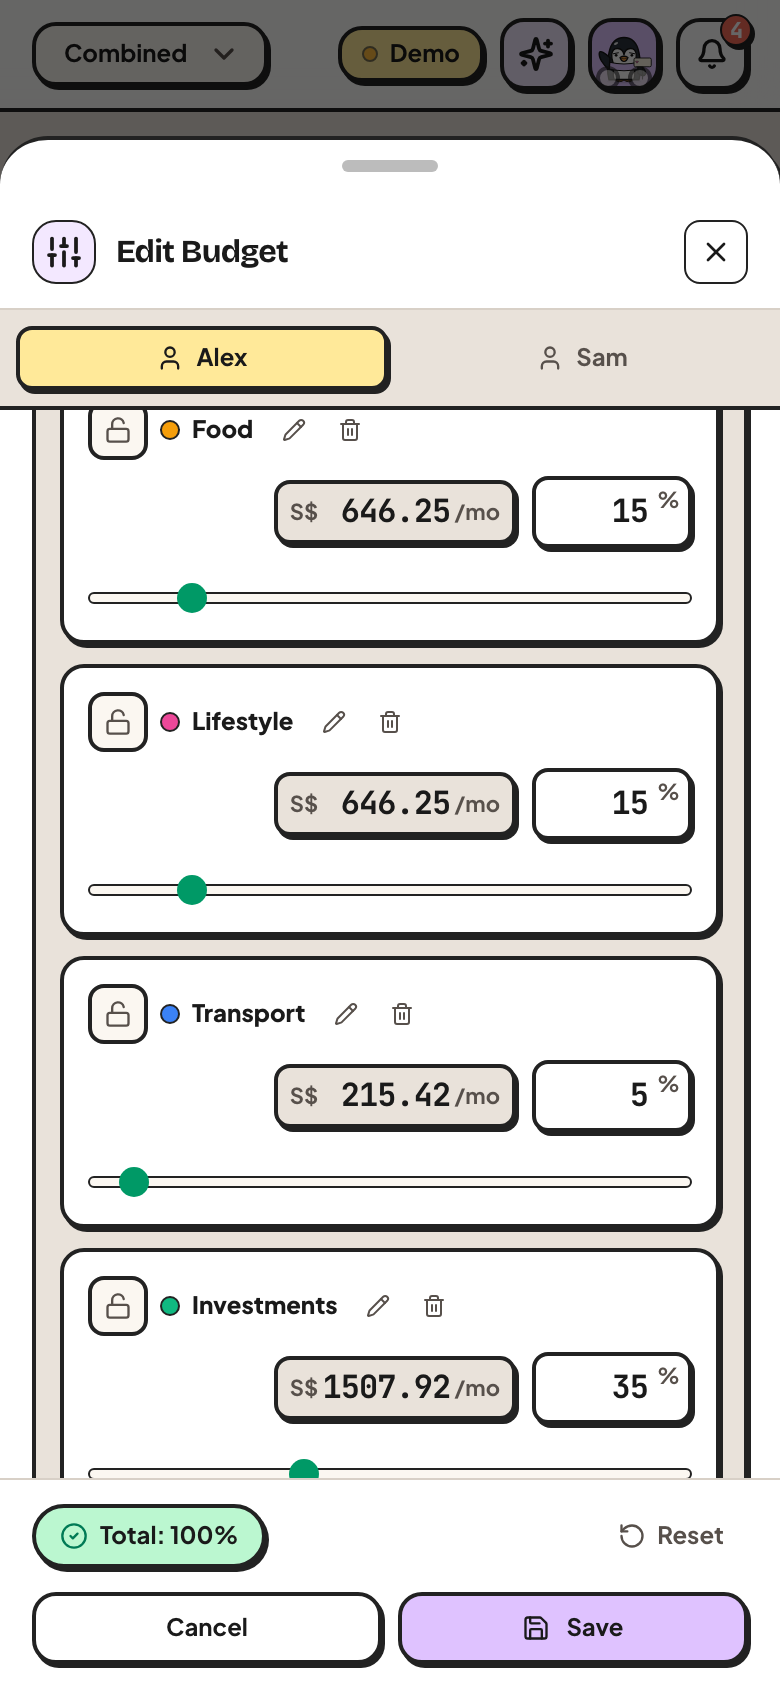 Combined
Demo
4
Edit Budget
Alex
Sam
Food
S$ 646.25 /mo
15 %
Lifestyle
S$ 646.25 /mo
15 %
Transport
S$ 215.42 /mo
5 %
Investments
S$ 1507.92 /mo
35 %
Total: 100%
Reset
Cancel
Save